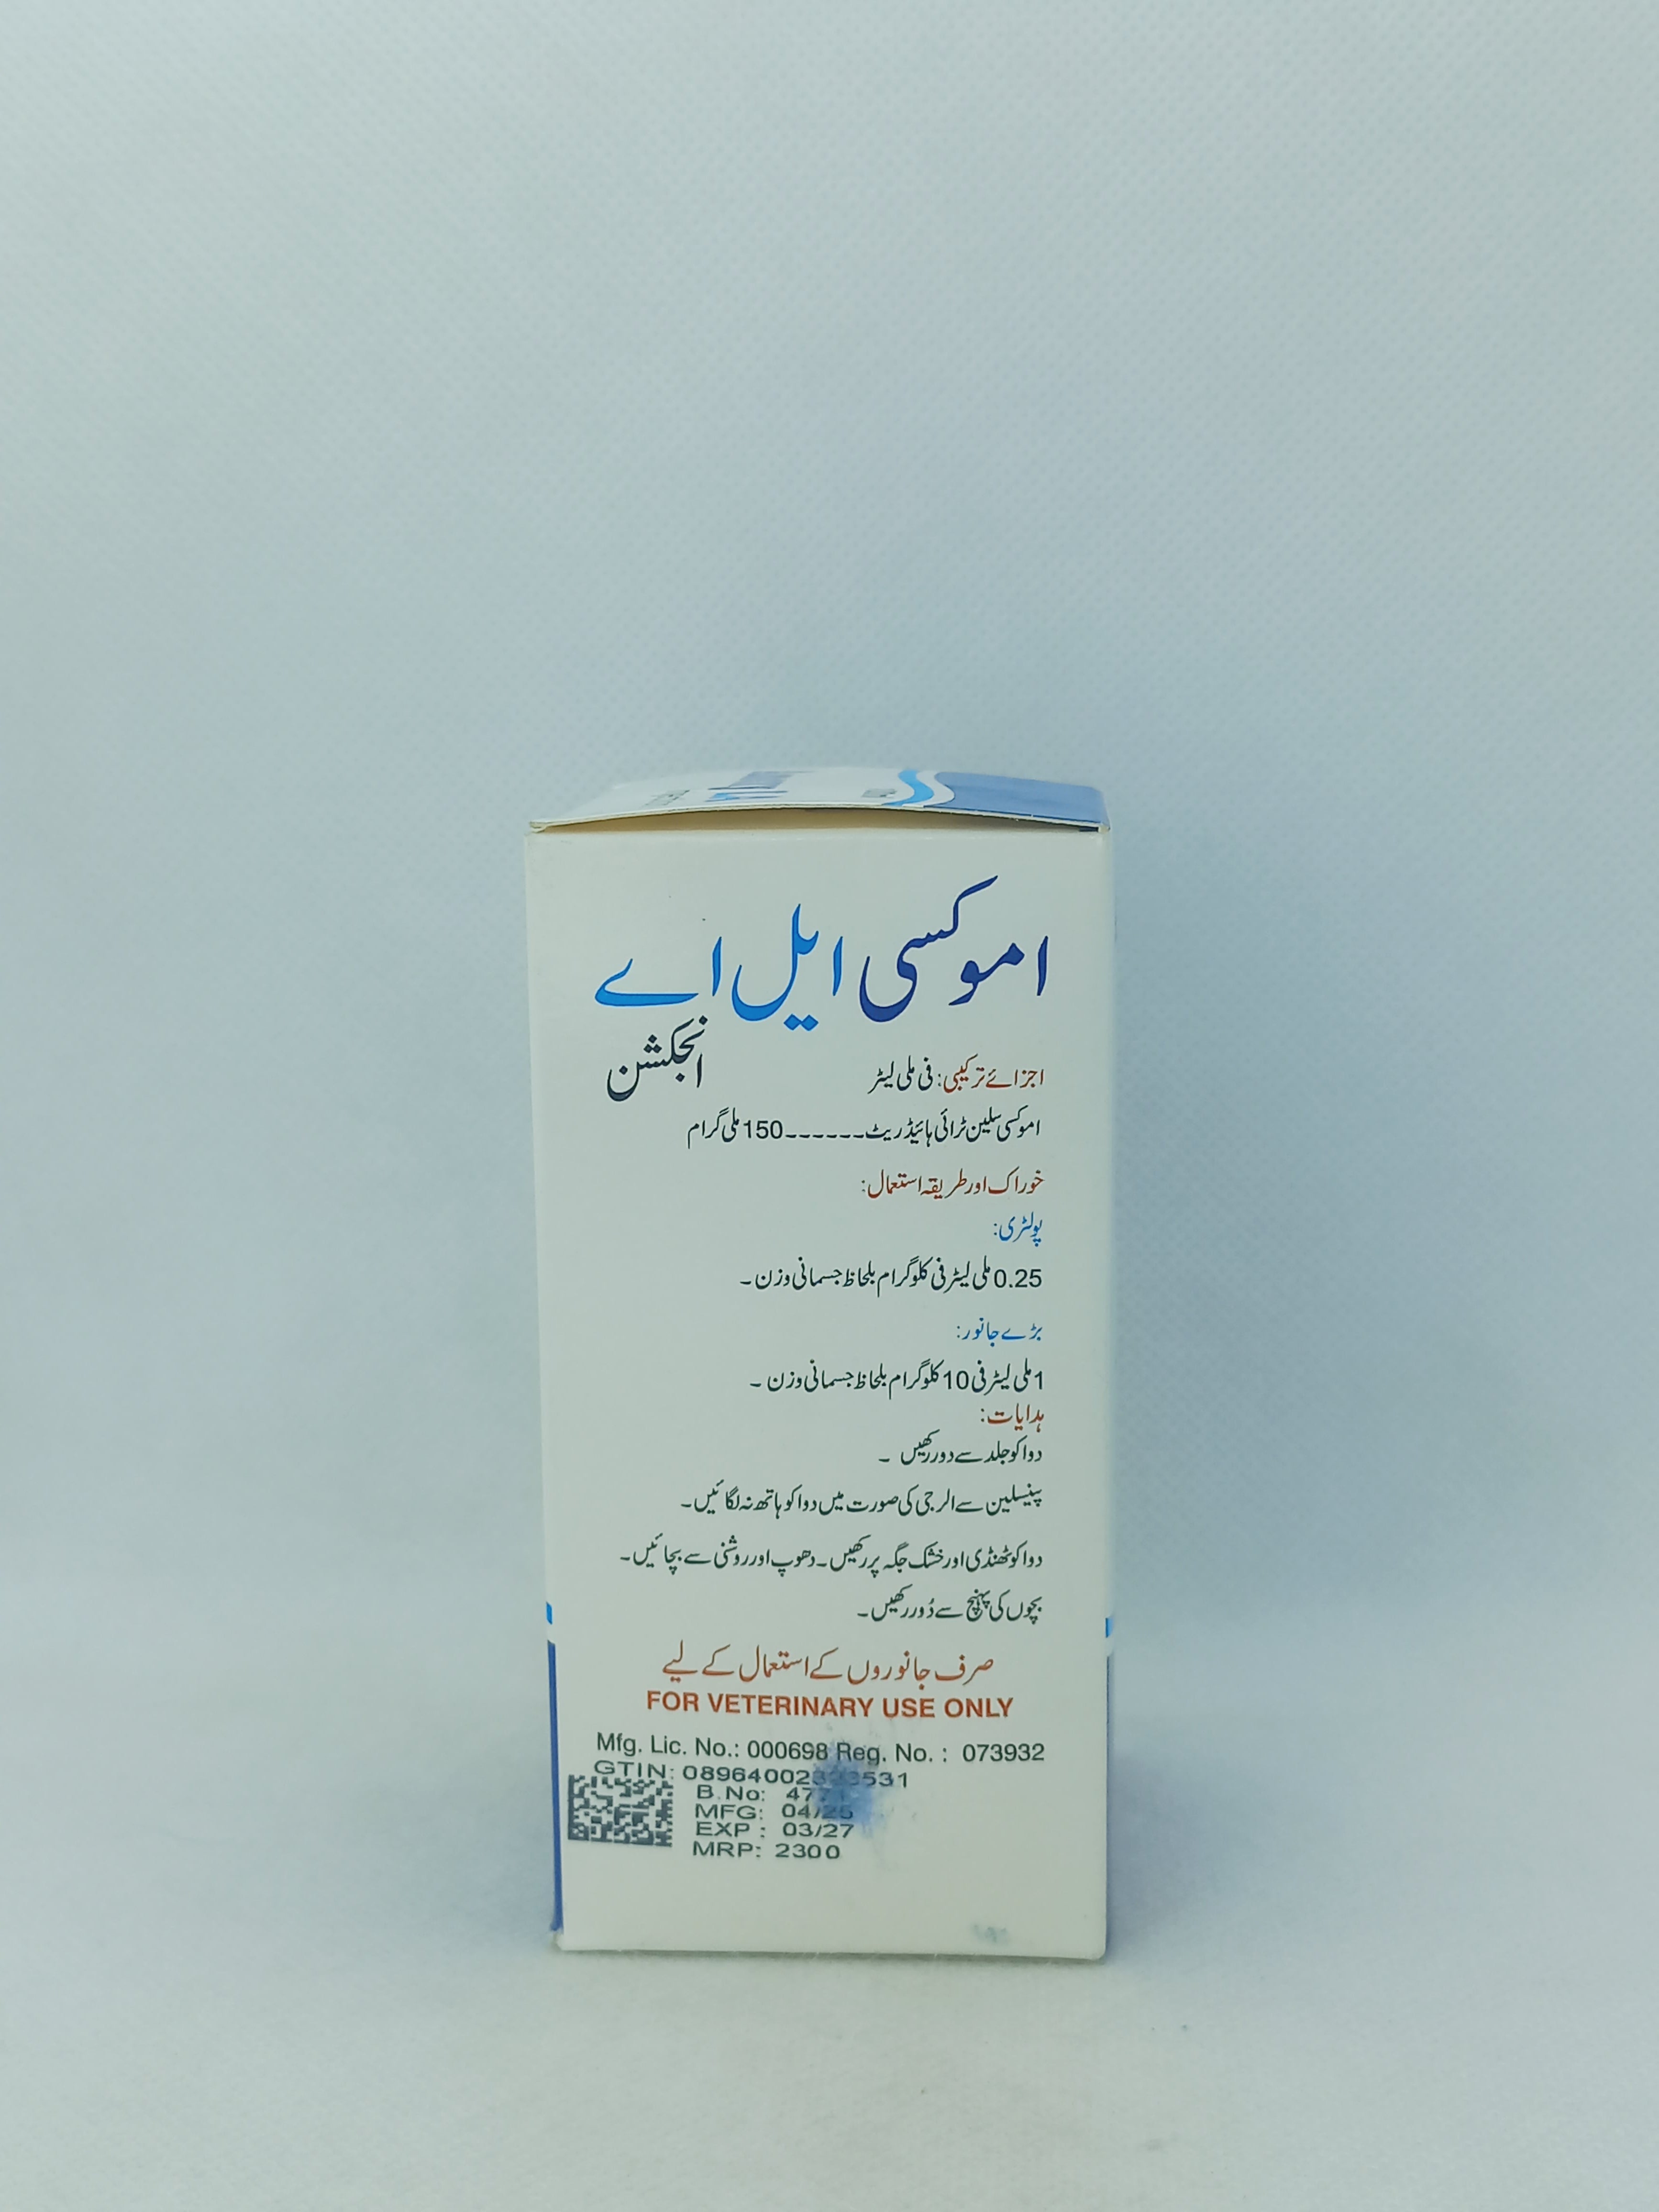 اموکسی ایل اے
انجکشن
اجزائے ترکیبی: فی ملی لیٹر
اموکسی سلین ٹرائی ہائیڈریٹ------150 ملی گرام
خوراک اور طریقہ استعمال:
پولٹری:
0.25 ملی لیٹر فی کلوگرام بلحاظ جسمانی وزن ۔
بڑے جانور:
1 ملی لیٹر فی 10 کلوگرام بلحاظ جسمانی وزن ۔
ہدایات:
دوا کو جلد سے دور رکھیں ۔
پینسلین سے الرجی کی صورت میں دوا کو ہاتھ نہ لگائیں۔
دوا کو ٹھنڈی اور خشک جگہ پر رکھیں۔ دھوپ اور روشنی سے بچائیں۔
بچوں کی پہنچ سے دُور رکھیں۔
صرف جانوروں کے استعمال کے لیے
FOR VETERINARY USE ONLY
Mfg. Lic. No.: 000698 Reg. No. : 073932
GTIN:
B.No:
MFG: 04/25
EXP : 03/27
MRP: 2300